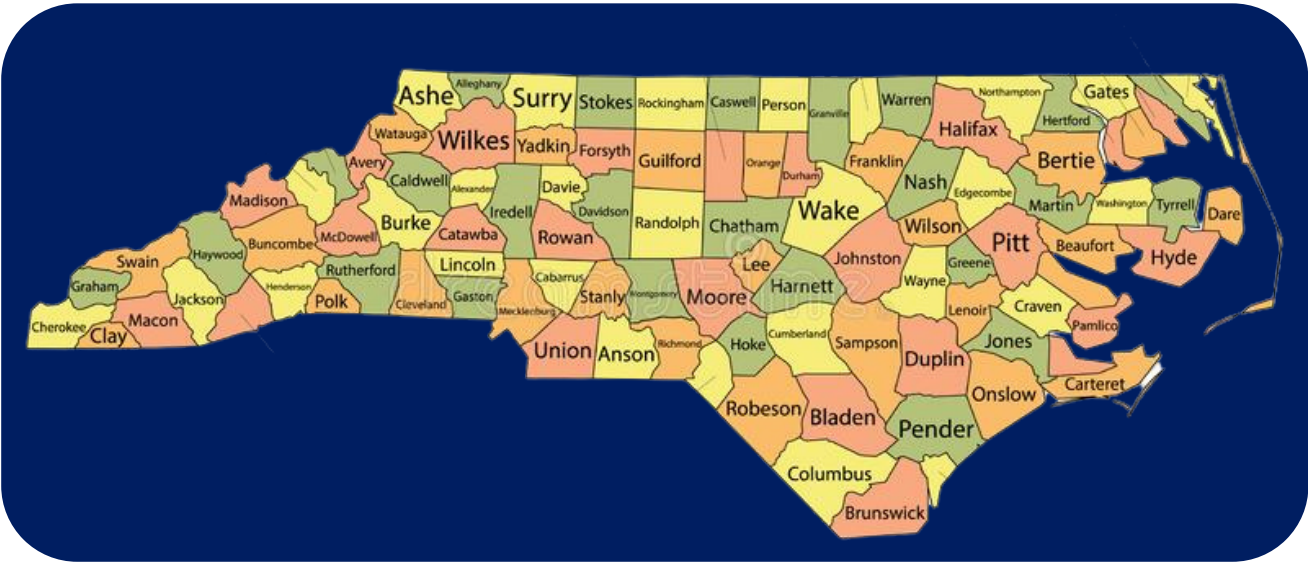 Ashe
Alleghany
Surry
Stokes
Rockingham
Caswell
Person
Granville
Warren
Northampton
Hertford
Gates
Watauga
Wilkes
Yadkin
Forsyth
Guilford
Orange
Durham
Franklin
Halifax
Bertie
Avery
Caldwell
Alexander
Davie
Iredell
Davidson
Randolph
Chatham
Wake
Nash
Edgecombe
Martin
Washington
Tyrrell
Dare
Madison
Burke
McDowell
Buncombe
Catawba
Rowan
Wilson
Pitt
Beaufort
Hyde
Swain
Haywood
Rutherford
Lincoln
Cabarrus
Lee
Johnston
Greene
Wayne
Graham
Jackson
Henderson
Polk
Cleveland
Gaston
Mecklenburg
Stanly
Montgomery
Moore
Harnett
Lenoir
Craven
Pamlico
Cherokee
Clay
Macon
Union
Anson
Richmond
Hoke
Cumberland
Sampson
Duplin
Jones
Carteret
Onslow
Robeson
Bladen
Pender
Columbus
Brunswick
dreamstime